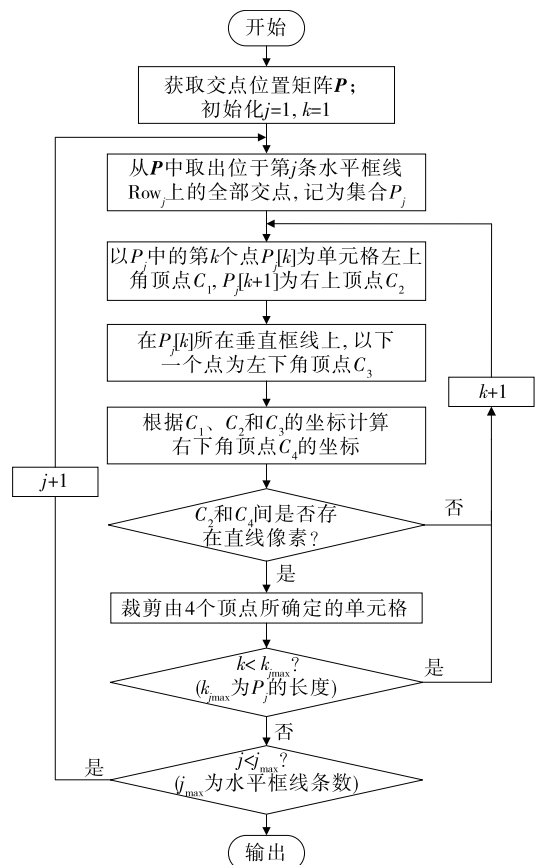 开始
获取交点位置矩阵P；
初始化j=1, k=1
从P中取出位于第j条水平框线
Rowj上的全部交点, 记为集合Pj
以Pj中的第k个点Pj[k]为单元格左上
角顶点C1, Pj[k+1]为右上顶点C2
在Pj[k]所在垂直框线上, 以下
一个点为左下角顶点C3
k+1
根据C1、C2和C3的坐标计算
右下角顶点C4的坐标
j+1
C2和C4间是否存
在直线像素？
否
是
裁剪由4个顶点所确定的单元格
k< kjmax?
(kjmax为Pj的长度)
是
否
j<jmax?
(jmax为水平框线条数)
是
输出